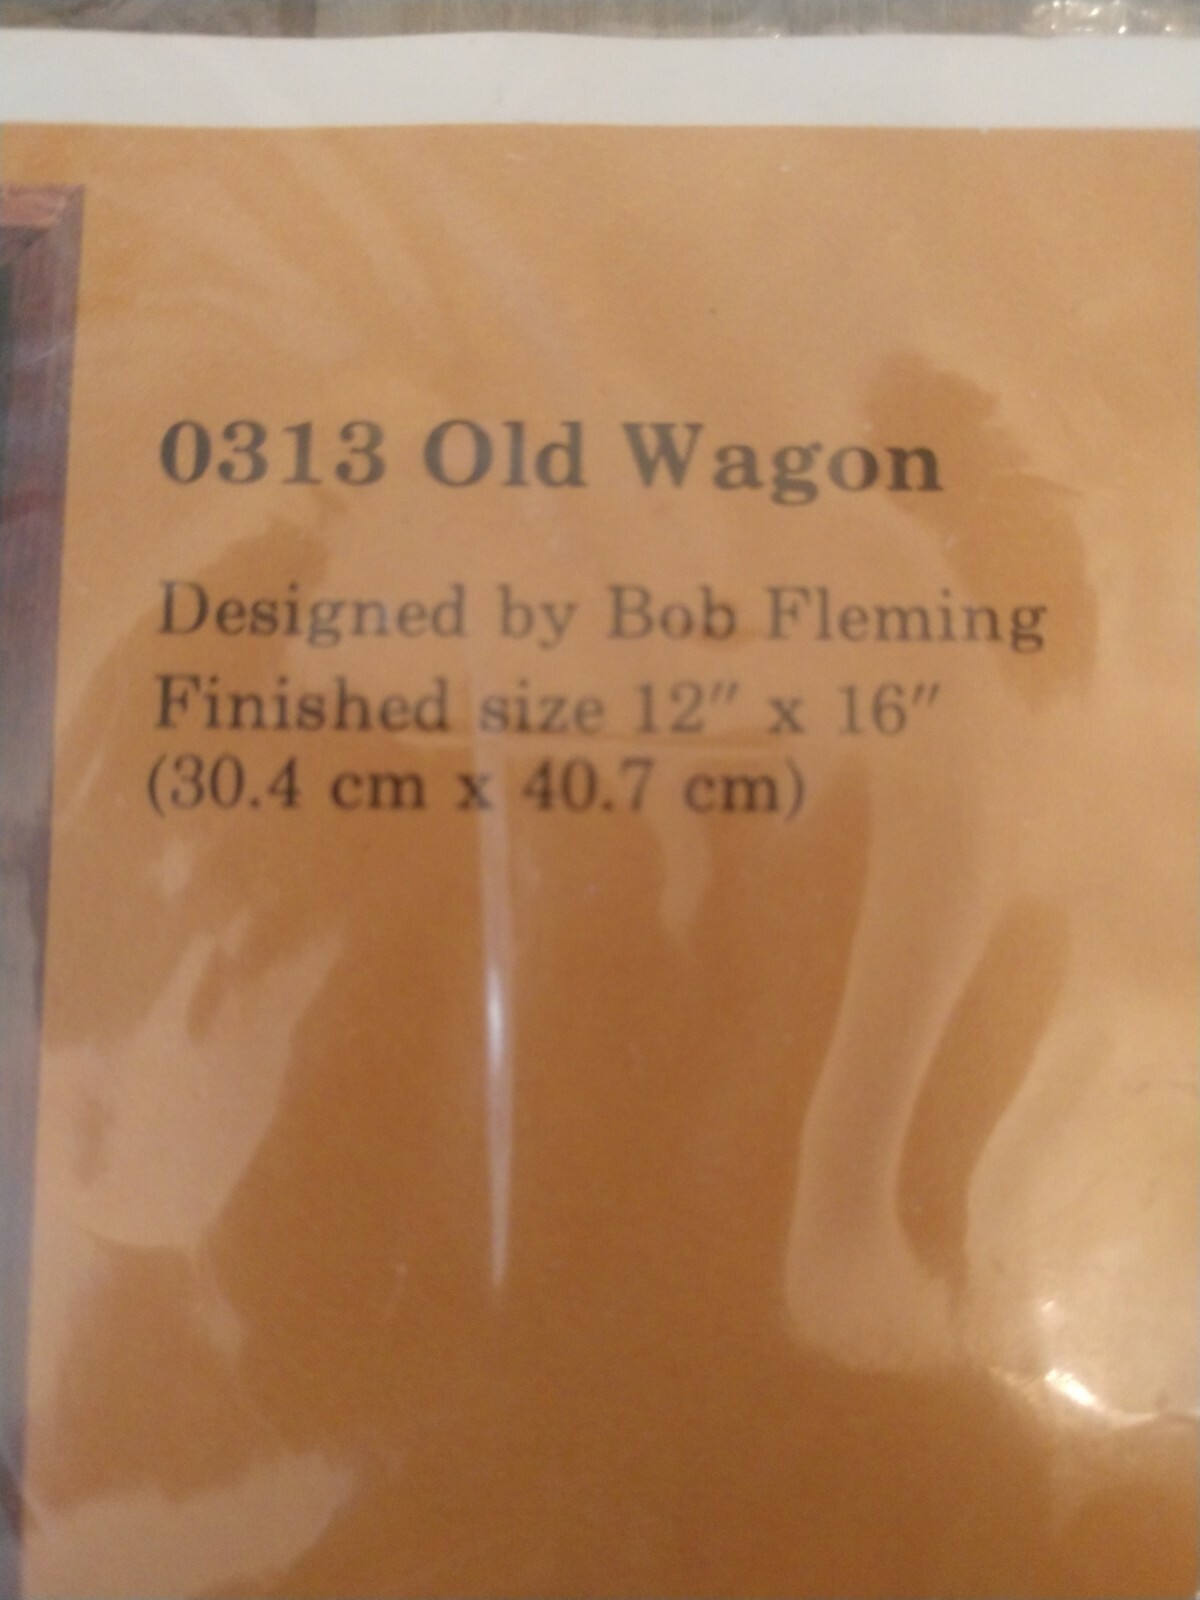 0313 Old Wagon
Designed by Bob Fleming
Finished size 12″ x 16″
(30.4 cm x 40.7 cm)